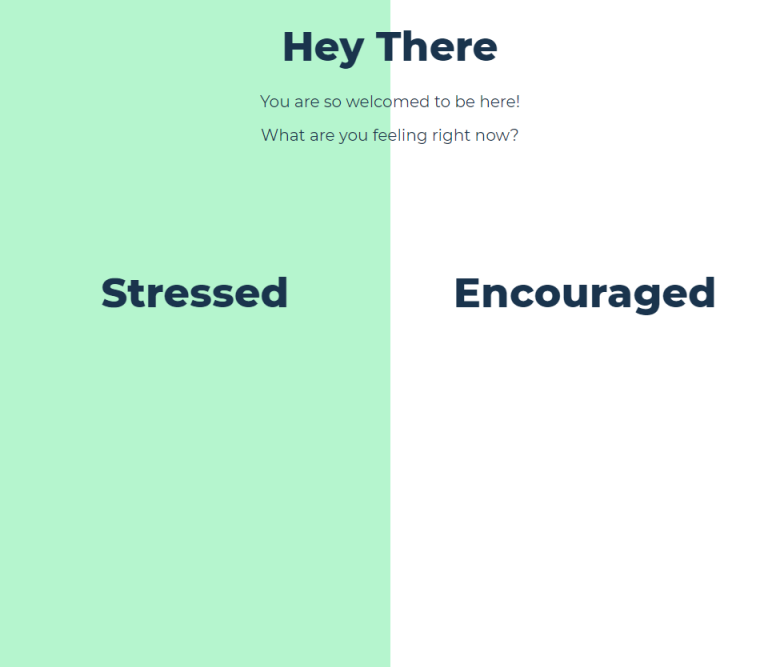 Hey There
You are so welcomed to be here!
What are you feeling right now?
Stressed
Encouraged